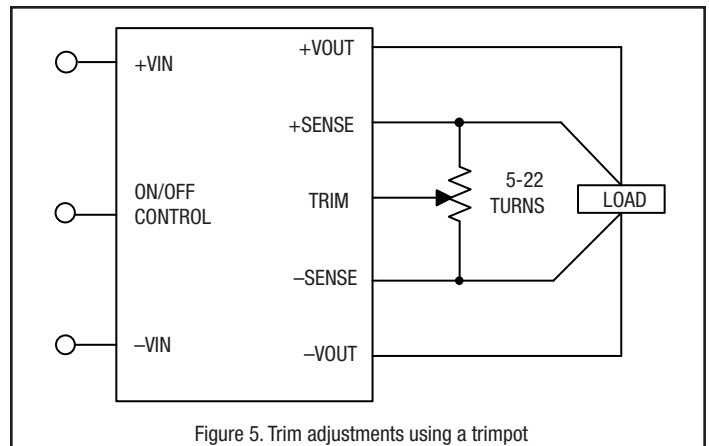 +VIN
+VOUT
+SENSE
ON/OFF
CONTROL
TRIM
5-22
TURNS
LOAD
–SENSE
–VIN
–VOUT
Figure 5. Trim adjustments using a trimpot